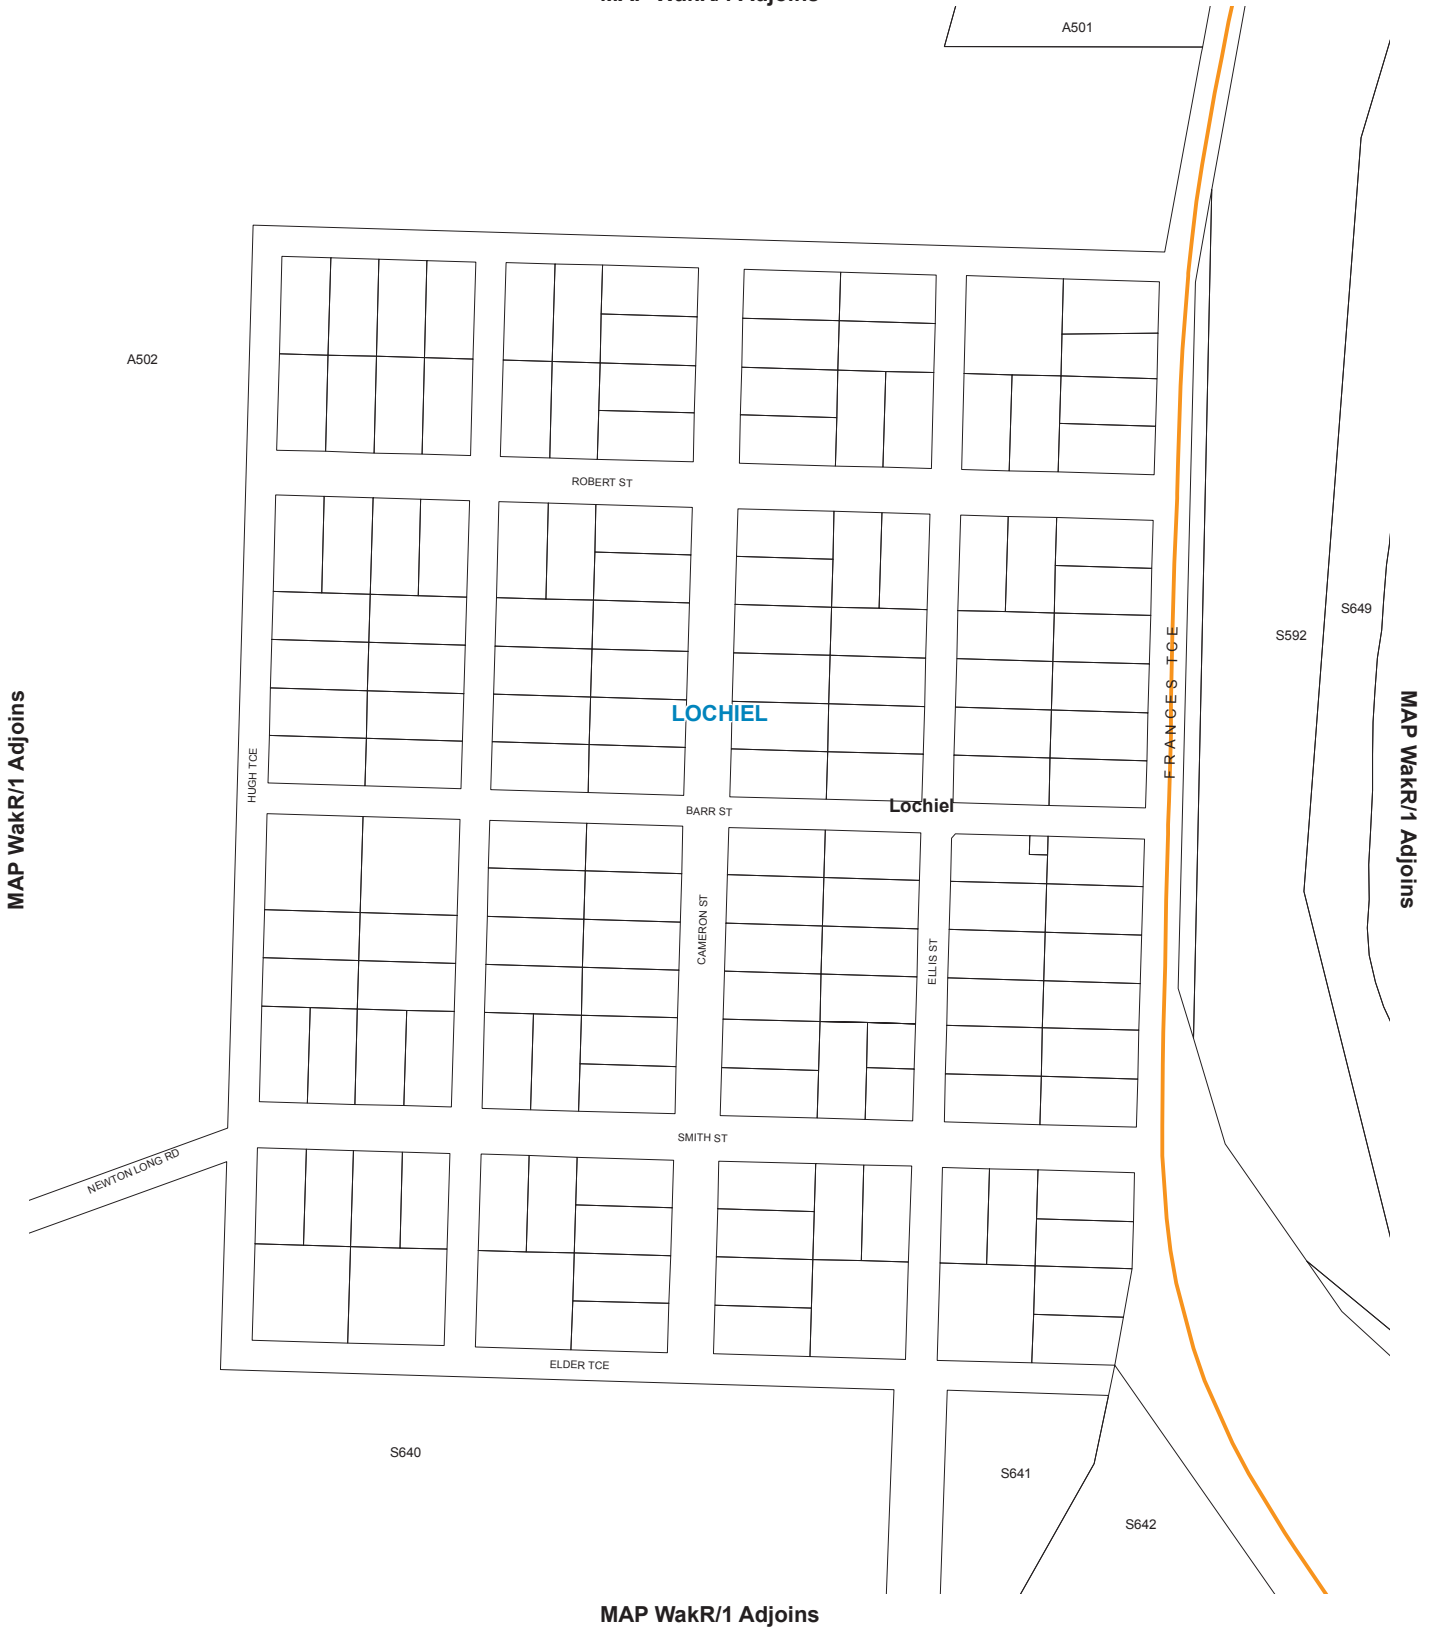 A501
A502
ROBERT ST
S649
S592
FRANCES TCE
MAP WakR/1 Adjoins
MAP WakR/1 Adjoins
LOCHIEL
HUGH TCE
Lochiel
BARR ST
CAMERON ST
ELLIS ST
SMITH ST
NEWTON LONG RD
ELDER TCE
S640
S641
S642
MAP WakR/1 Adjoins